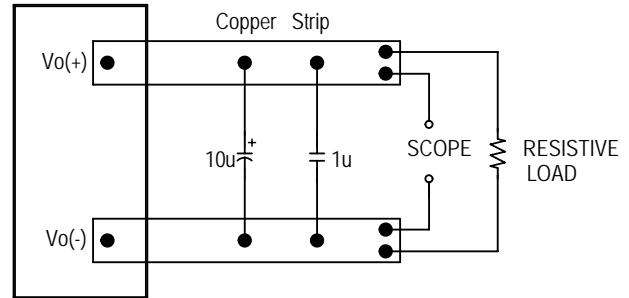 Copper Strip
Vo(+)
10u
+
1u
SCOPE
RESISTIVE
LOAD
Vo(-)